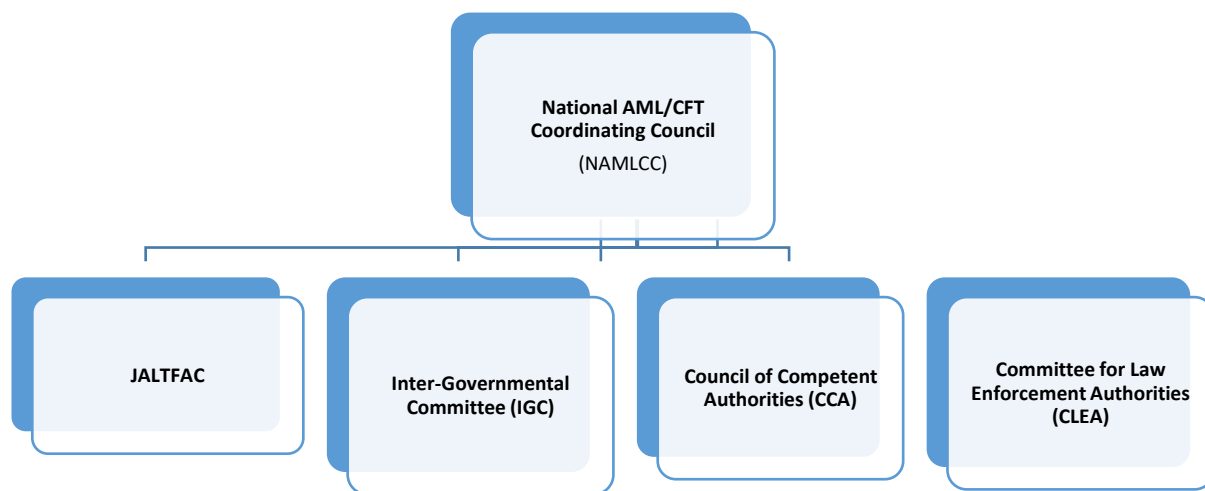 National AML/CFT
Coordinating Council
(NAMLCC)
JALTFAC
Inter-Governmental
Committee (IGC)
Council of Competent
Authorities (CCA)
Committee for Law
Enforcement Authorities
(CLEA)